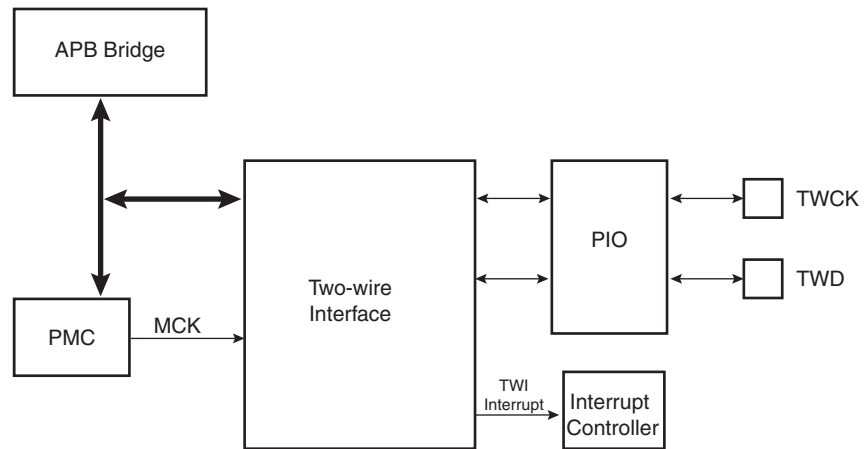 APB Bridge
TWCK
PIO
Two-wire
Interface
TWD
PMC
MCK
TWI
Interrupt
Interrupt
Controller